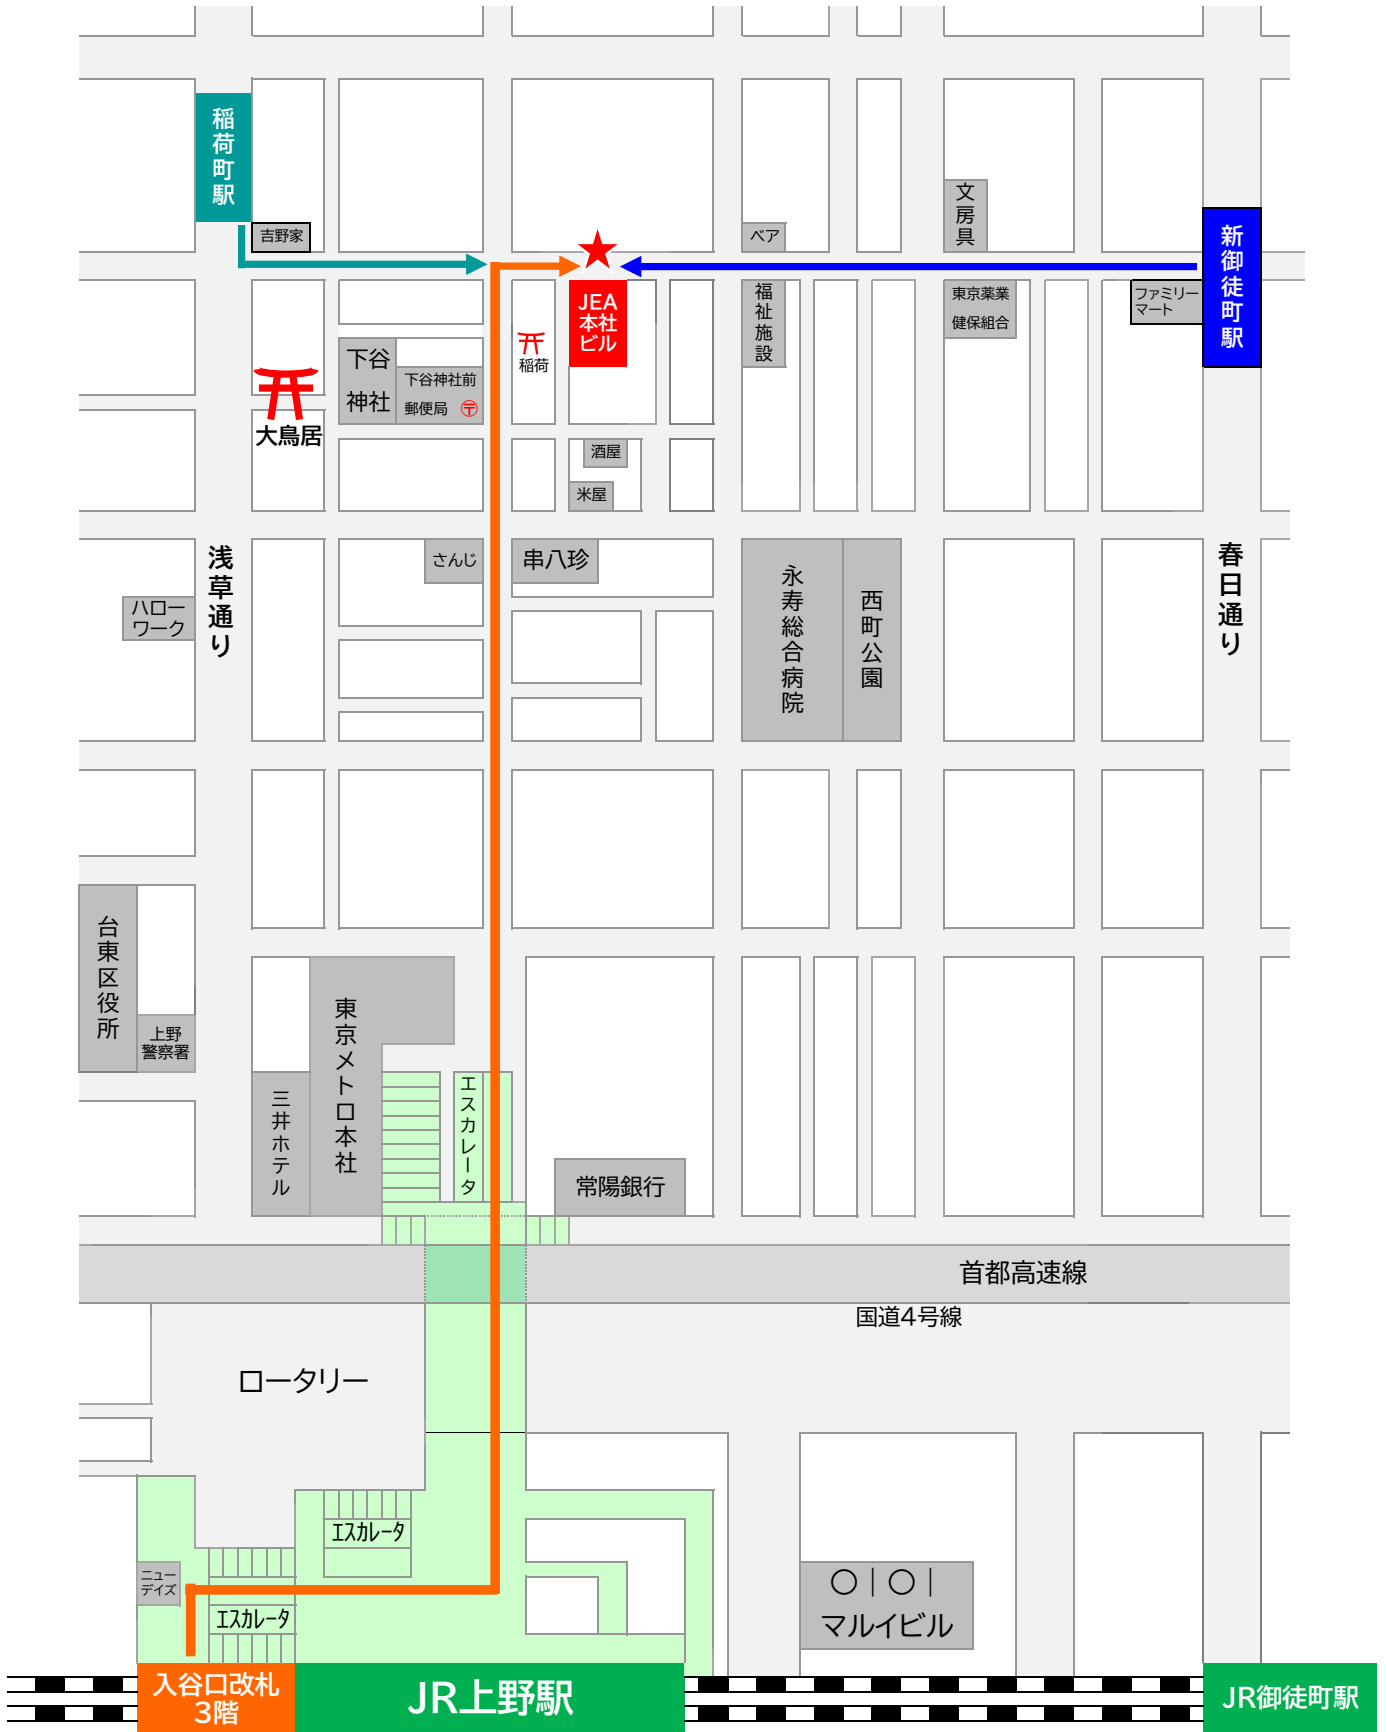 稲荷町駅
吉野家
ベア
文房具
新御徒町駅
JEA
本社
ビル
福祉施設
東京薬業
健保組合
ファミリー
マート
稲荷
下谷
神社
下谷神社前
郵便局 〒
大鳥居
酒屋
米屋
さんじ
串八珍
浅草通り
春日通り
ハロー
ワーク
永寿総合病院
西町公園
台東区役所
上野
警察署
東京メトロ本社
三井ホテル
エスカレータ
常陽銀行
首都高速線
国道4号線
ロータリー
エスカレータ
ニュー
デイズ
エスカレータ
〇|〇|
マルイビル
入谷口改札
3階
JR上野駅
JR御徒町駅